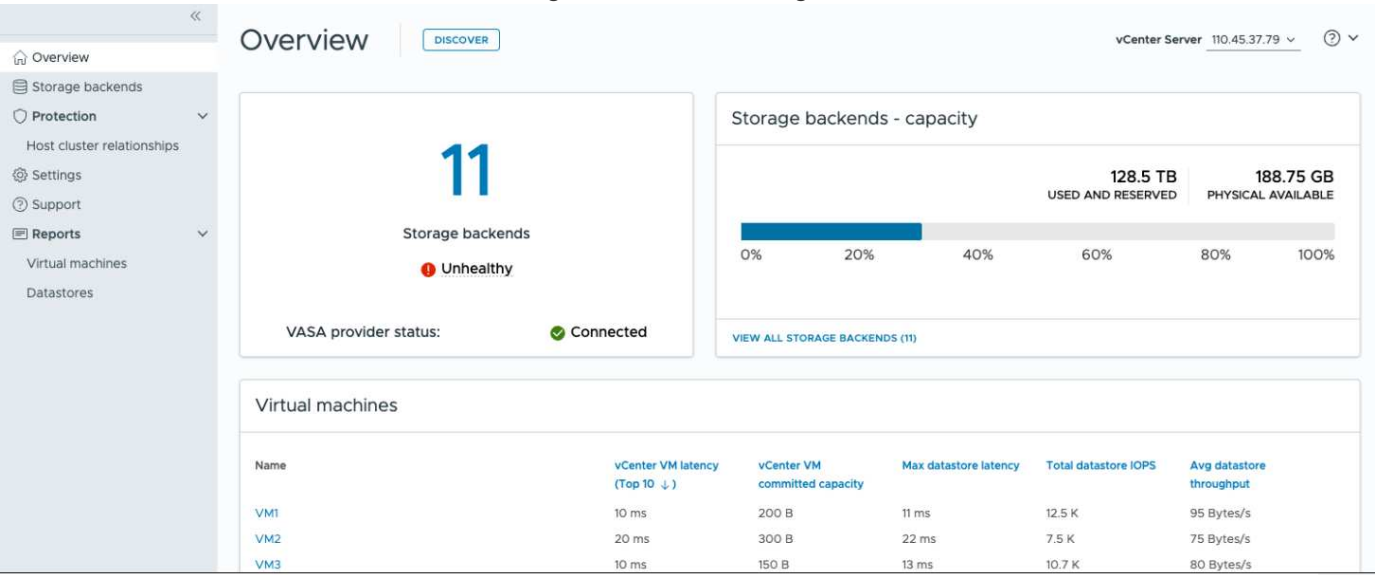 «
Overview
Storage backends
Protection
Host cluster relationships
Settings
Support
Reports
Virtual machines
Datastores
Overview DISCOVER vCenter Server 110.45.37.79
11
Storage backends
Unhealthy
VASA provider status: Connected
Storage backends - capacity
128.5 TB 188.75 GB
USED AND RESERVED PHYSICAL AVAILABLE
0% 20% 40% 60% 80% 100%
VIEW ALL STORAGE BACKENDS (11)
Virtual machines
Name vCenter VM latency vCenter VM Max datastore latency Total datastore IOPS Avg datastore
(Top 10 ↓) committed capacity throughput
VM1 10 ms 200 B 11 ms 12.5 K 95 Bytes/s
VM2 20 ms 300 B 22 ms 7.5 K 75 Bytes/s
VM3 10 ms 150 B 13 ms 10.7 K 80 Bytes/s